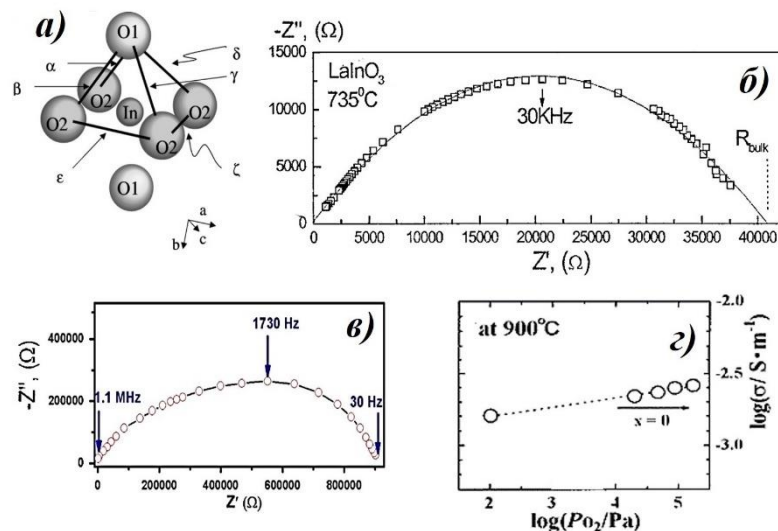 а)
O1
α
β
O2
In
O2
O2
O2
δ
γ
ε
ζ
O1
a
b
c
б)
-Z'', (Ω)
15000
10000
5000
0
LaInO₃
735⁰C
30KHz
R_bulk
0 5000 10000 15000 20000 25000 30000 35000 40000
Z', (Ω)
в)
-Z'', (Ω)
400000
200000
0
1.1 MHz
1730 Hz
30 Hz
0 200000 400000 600000 800000
Z' (Ω)
г)
at 900℃
x = 0
-2.0
-2.5
-3.0
log(σ/ S·m⁻¹)
2 3 4 5
log(Po₂/Pa)